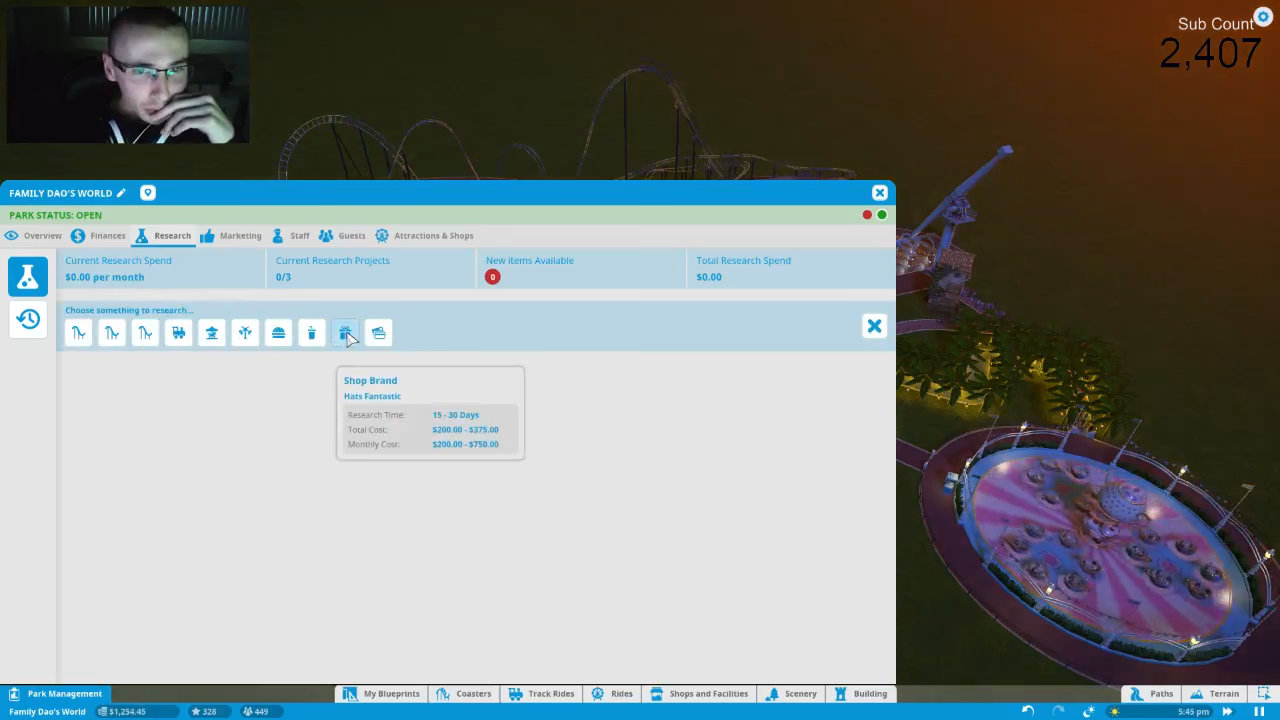 Sub Count
2,407
FAMILY DAO'S WORLD
PARK STATUS: OPEN
Overview Finances Research Marketing Staff Guests Attractions & Shops
Current Research Spend Current Research Projects New items Available Total Research Spend
$0.00 per month 0/3 0 $0.00
Choose something to research...
Shop Brand
Hats Fantastic
Research Time: 15 - 30 Days
Total Cost: $200.00 - $375.00
Monthly Cost: $200.00 - $750.00
Park Management My Blueprints Coasters Track Rides Rides Shops and Facilities Scenery Building Paths Terrain
Family Dao's World $1,254.45 328 449 5:45 pm